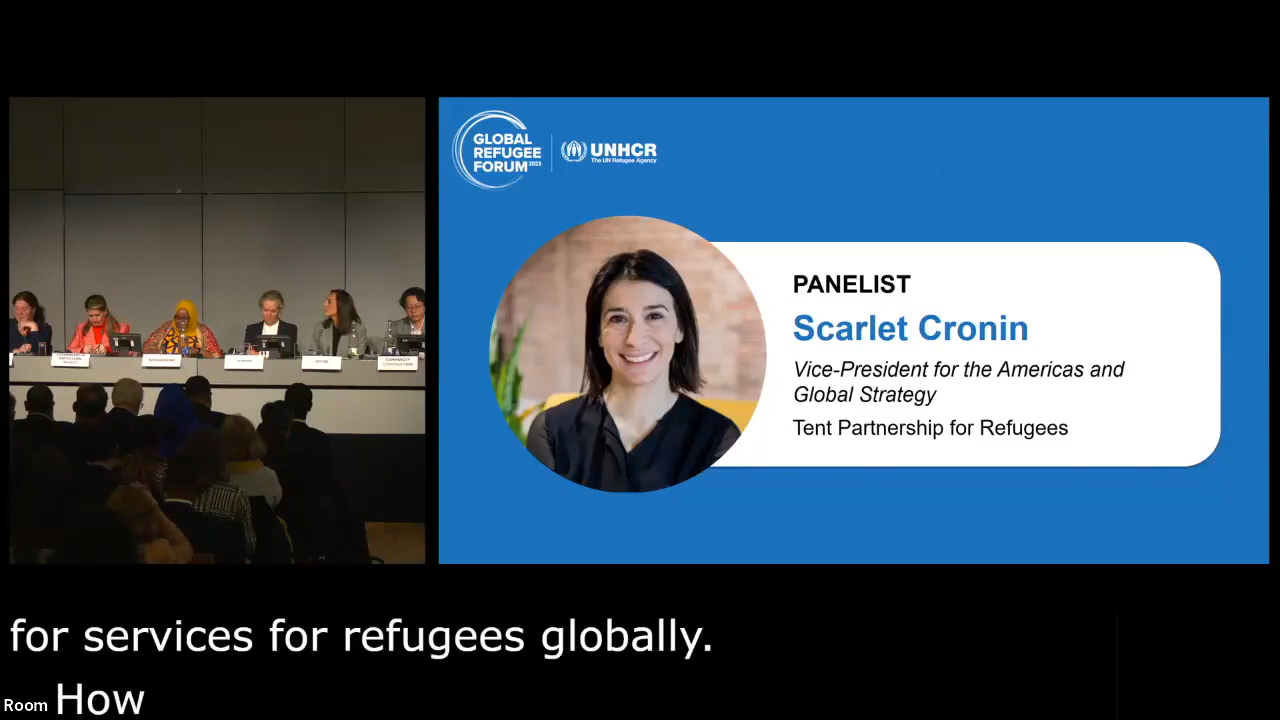 GLOBAL
REFUGEE
FORUM 2023
UNHCR
The UN Refugee Agency
PANELIST
Scarlet Cronin
Vice-President for the Americas and
Global Strategy
Tent Partnership for Refugees
for services for refugees globally.
Room
How